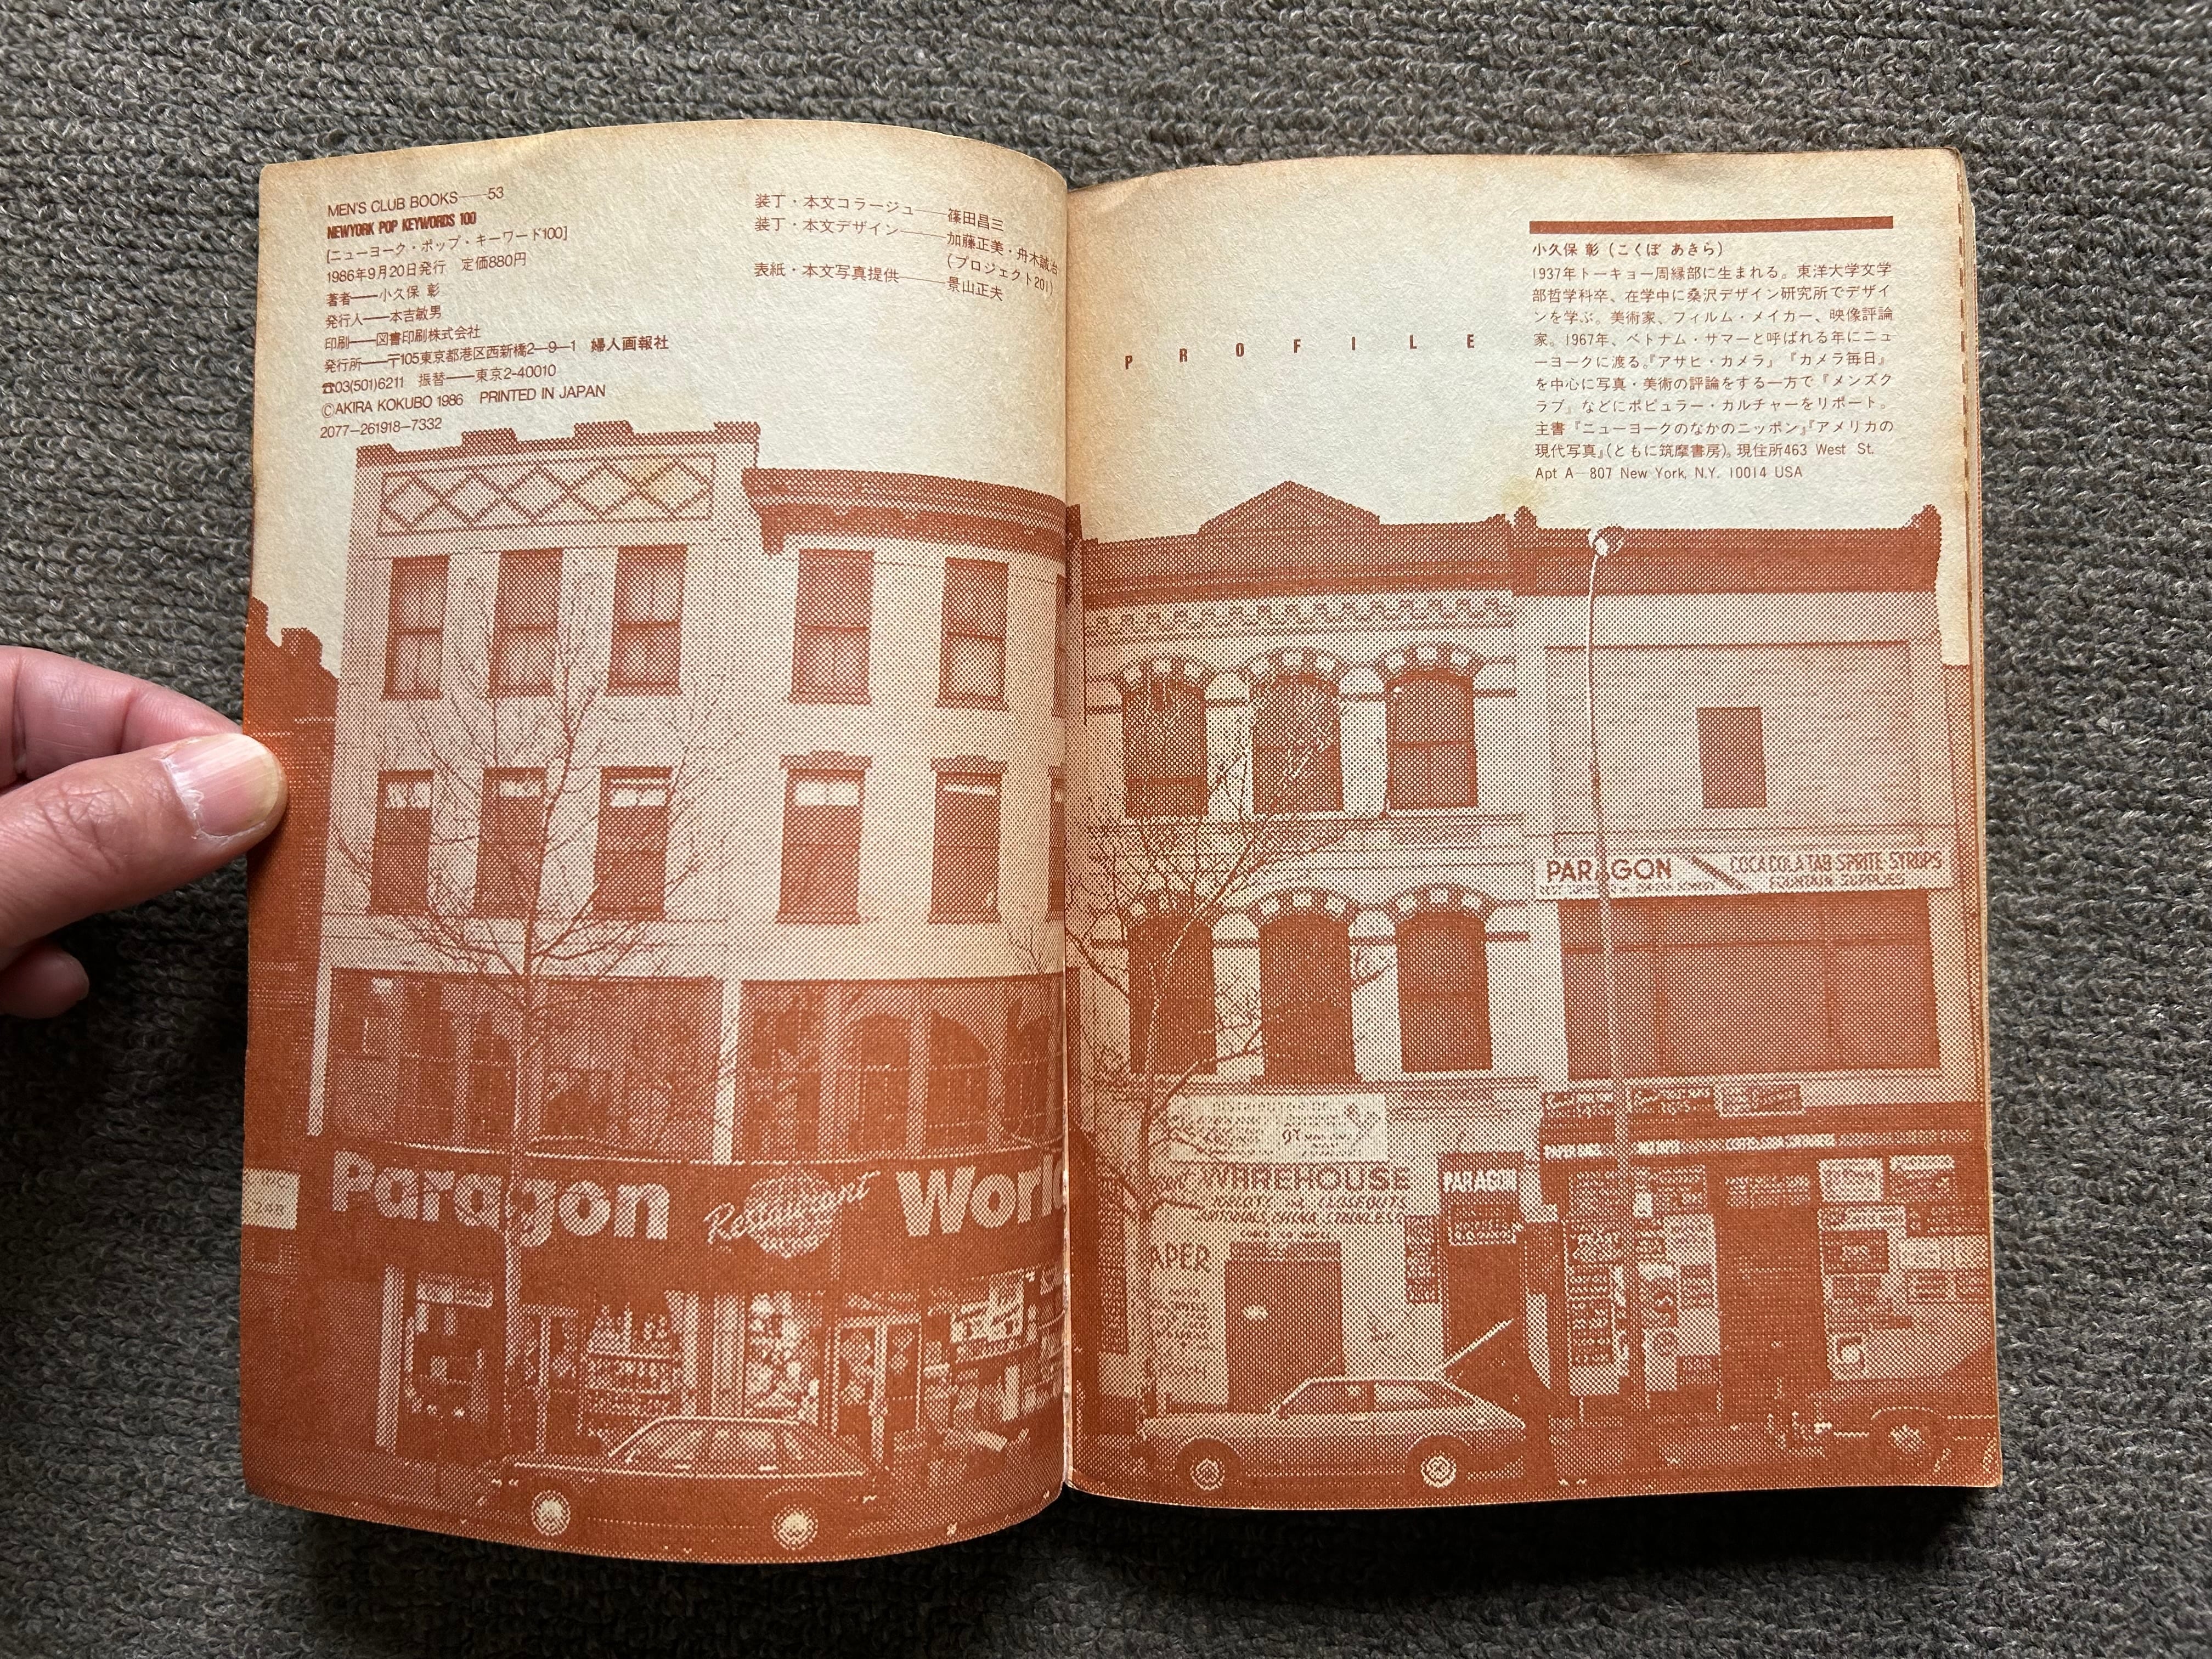 MEN'S CLUB BOOKS——53
NEWYORK POP KEYWORDS 100
[ニューヨーク・ポップ・キーワード100]
1986年9月20日発行　定価880円
著者——小久保 彰
発行人——本吉敏男
印刷——図書印刷株式会社
発行所——〒105東京都港区西新橋2—9—1　婦人画報社
☎03(501)6211　振替——東京2-40010
©AKIRA KOKUBO 1986　PRINTED IN JAPAN
2077—261918—7332
装丁・本文コラージュ——篠田昌三
装丁・本文デザイン——加藤正美・舟木誠治
(プロジェクト201)
表紙・本文写真提供——景山正夫
PROFILE
小久保 彰（こくぼ あきら）
1937年トーキョー周縁部に生まれる。東洋大学文学
部哲学科卒、在学中に桑沢デザイン研究所でデザイ
ンを学ぶ。美術家、フィルム・メイカー、映像評論
家。1967年、ベトナム・サマーと呼ばれる年にニュ
ーヨークに渡る。『アサヒ・カメラ』『カメラ毎日』
を中心に写真・美術の評論をする一方で『メンズク
ラブ』などにポピュラー・カルチャーをリポート。
主書『ニューヨークのなかのニッポン』『アメリカの
現代写真』(ともに筑摩書房)。現住所463 West St.
Apt A—807 New York, N.Y. 10014 USA
PARAGON COCA COLA TAB SPRITE SYRUPS
FOUNTAIN SUPPLIES
Paragon Restaurant World
WAREHOUSE
PARAGON
APER